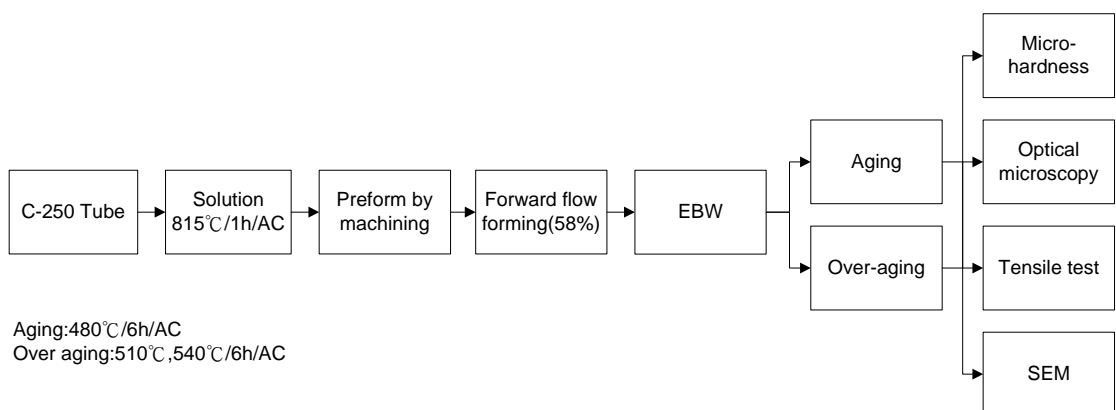 C-250 Tube
Solution
815℃/1h/AC
Preform by
machining
Forward flow
forming(58%)
EBW
Aging
Over-aging
Micro-
hardness
Optical
microscopy
Tensile test
SEM
Aging:480℃/6h/AC
Over aging:510℃,540℃/6h/AC